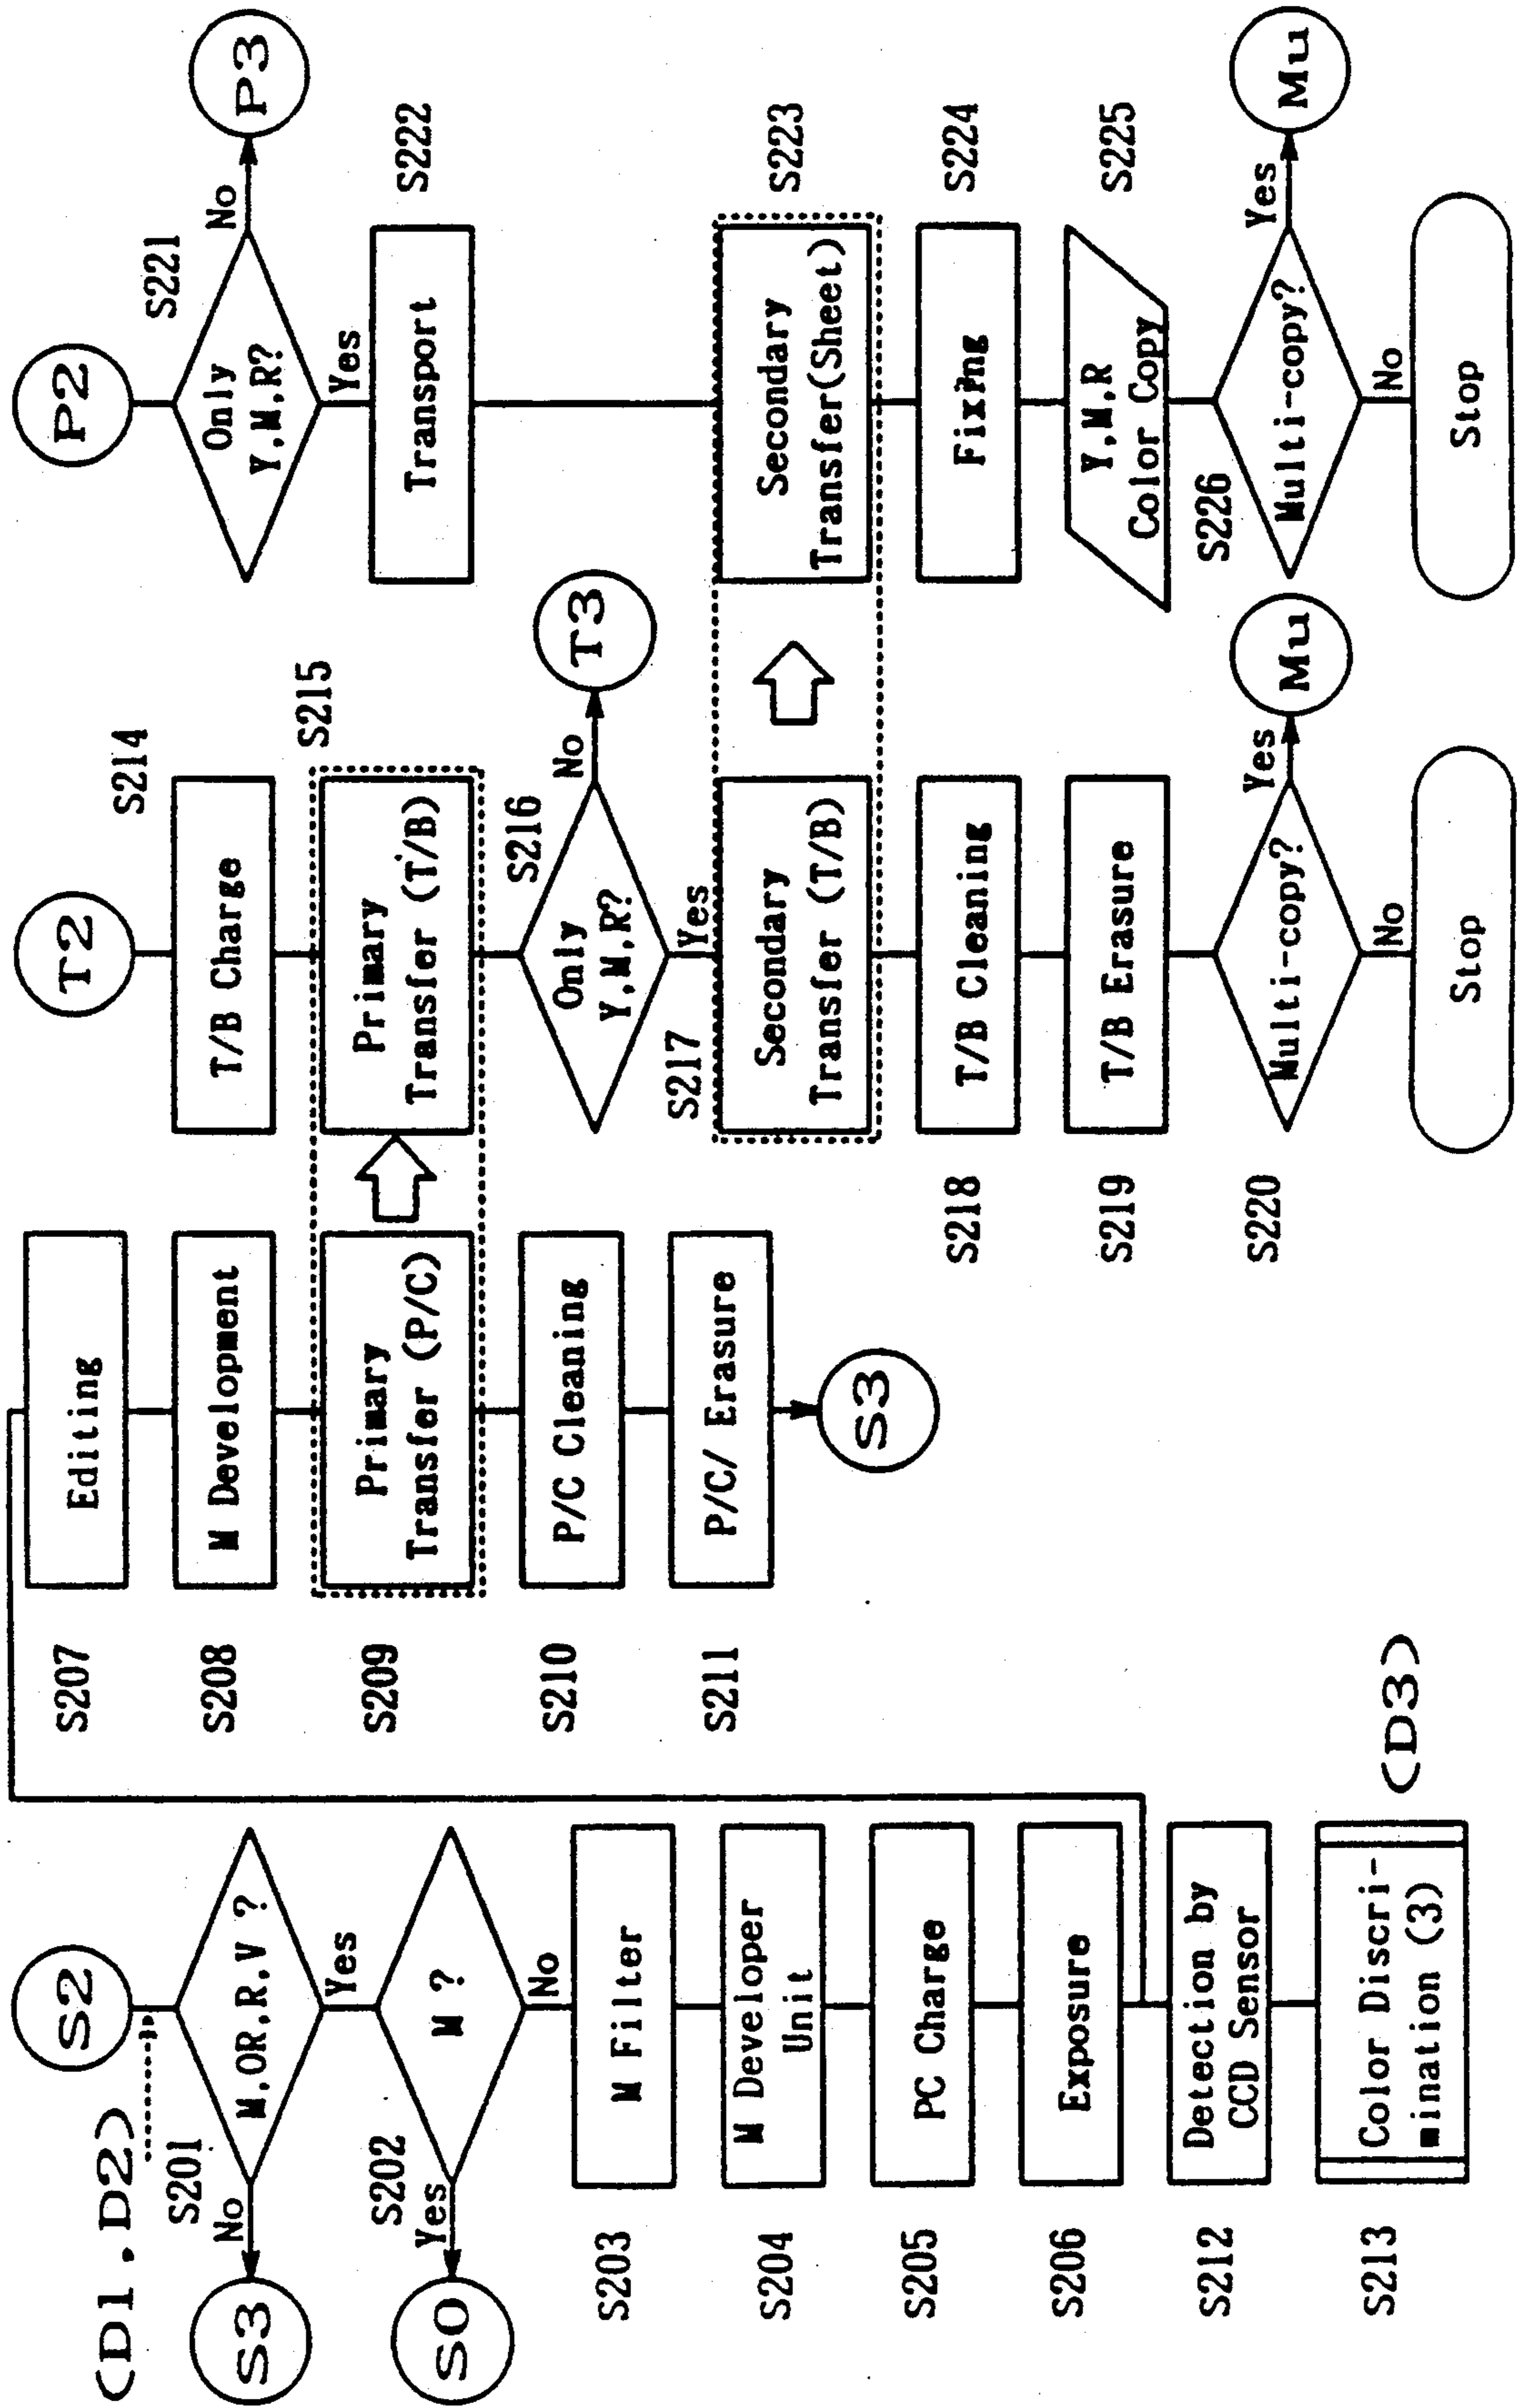 S2
(D1,D2)
S201
M,OR,R,V ?
No
S3
Yes
S202
M ?
Yes
S0
No
S203
M Filter
S204
M Developer
Unit
S205
PC Charge
S206
Exposure
S212
Detection by
CCD Sensor
S213
Color Discri-
mination (3)
(D3)
S207
Editing
S208
M Development
S209
Primary
Transfer (P/C)
S210
P/C Cleaning
S211
P/C/ Erasure
S3
T2
S214
T/B Charge
S215
Primary
Transfer (T/B)
S216
Only
Y,M,R?
No
T3
Yes
S217
Secondary
Transfer (T/B)
S218
T/B Cleaning
S219
T/B Erasure
S220
Multi-copy?
Yes
Mu
No
Stop
P2
S221
Only
Y,M,R?
No
P3
Yes
S222
Transport
S223
Secondary
Transfer(Sheet)
S224
Fixing
S225
Y,M,R
Color Copy
S226
Multi-copy?
Yes
Mu
No
Stop